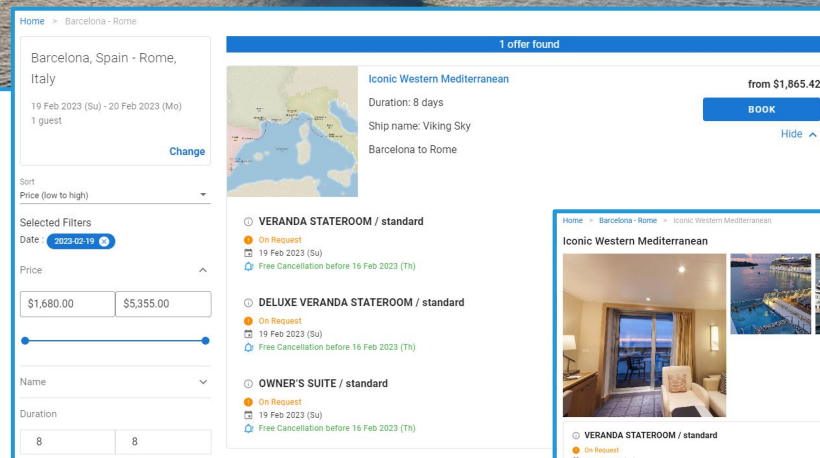 Home > Barcelona - Rome
Barcelona, Spain - Rome,
Italy
19 Feb 2023 (Su) - 20 Feb 2023 (Mo)
1 guest
Change
Sort
Price (low to high)
Selected Filters
Date : 2023-02-19
Price
$1,680.00 $5,355.00
Name
Duration
8 8
1 offer found
Iconic Western Mediterranean
Duration: 8 days
Ship name: Viking Sky
Barcelona to Rome
from $1,865.42
BOOK
Hide
VERANDA STATEROOM / standard
On Request
19 Feb 2023 (Su)
Free Cancellation before 16 Feb 2023 (Th)
DELUXE VERANDA STATEROOM / standard
On Request
19 Feb 2023 (Su)
Free Cancellation before 16 Feb 2023 (Th)
OWNER'S SUITE / standard
On Request
19 Feb 2023 (Su)
Free Cancellation before 16 Feb 2023 (Th)
Home > Barcelona - Rome > Iconic Western Mediterranean
Iconic Western Mediterranean
VERANDA STATEROOM / standard
On Request